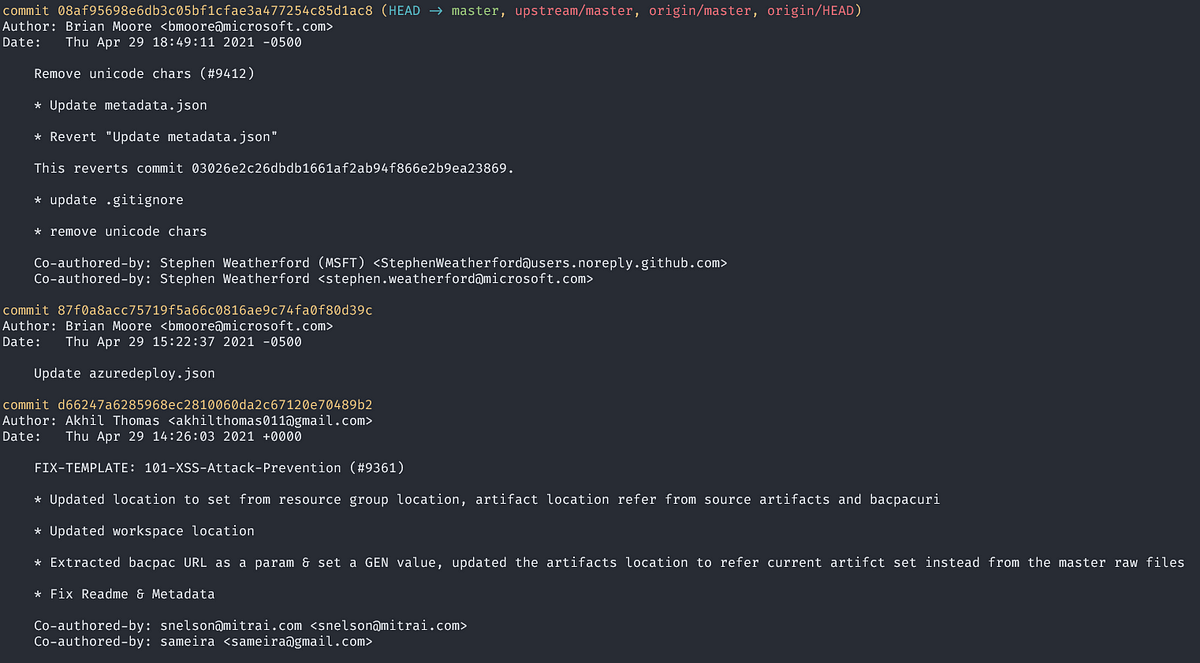 commit 08af95698e6db3c05bf1cfae3a477254c85d1ac8 (HEAD -> master, upstream/master, origin/master, origin/HEAD)
Author: Brian Moore <bmoore@microsoft.com>
Date:   Thu Apr 29 18:49:11 2021 -0500
Remove unicode chars (#9412)
* Update metadata.json
* Revert "Update metadata.json"
This reverts commit 03026e2c26dbdb1661af2ab94f866e2b9ea23869.
* update .gitignore
* remove unicode chars
Co-authored-by: Stephen Weatherford (MSFT) <StephenWeatherford@users.noreply.github.com>
Co-authored-by: Stephen Weatherford <stephen.weatherford@microsoft.com>
commit 87f0a8acc75719f5a66c0816ae9c74fa0f80d39c
Author: Brian Moore <bmoore@microsoft.com>
Date:   Thu Apr 29 15:22:37 2021 -0500
Update azuredeploy.json
commit d66247a6285968ec2810060da2c67120e70489b2
Author: Akhil Thomas <akhilthomas011@gmail.com>
Date:   Thu Apr 29 14:26:03 2021 +0000
FIX-TEMPLATE: 101-XSS-Attack-Prevention (#9361)
* Updated location to set from resource group location, artifact location refer from source artifacts and bacpacuri
* Updated workspace location
* Extracted bacpac URL as a param & set a GEN value, updated the artifacts location to refer current artifct set instead from the master raw files
* Fix Readme & Metadata
Co-authored-by: snelson@mitrai.com <snelson@mitrai.com>
Co-authored-by: sameira <sameira@gmail.com>